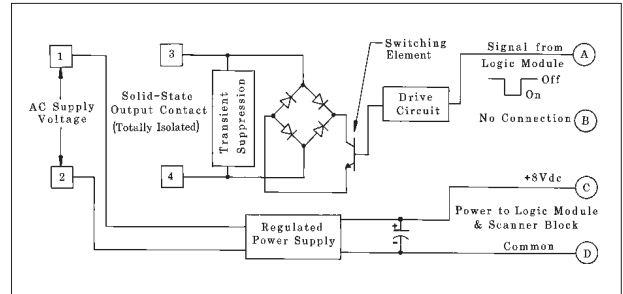 1
AC Supply
Voltage
2
3
Solid-State
Output Contact
(Totally Isolated)
4
Transient
Suppression
Switching
Element
Drive
Circuit
Signal from
Logic Module
Off
On
A
No Connection
B
+8Vdc
C
Power to Logic Module
& Scanner Block
Common
D
Regulated
Power Supply
+
-